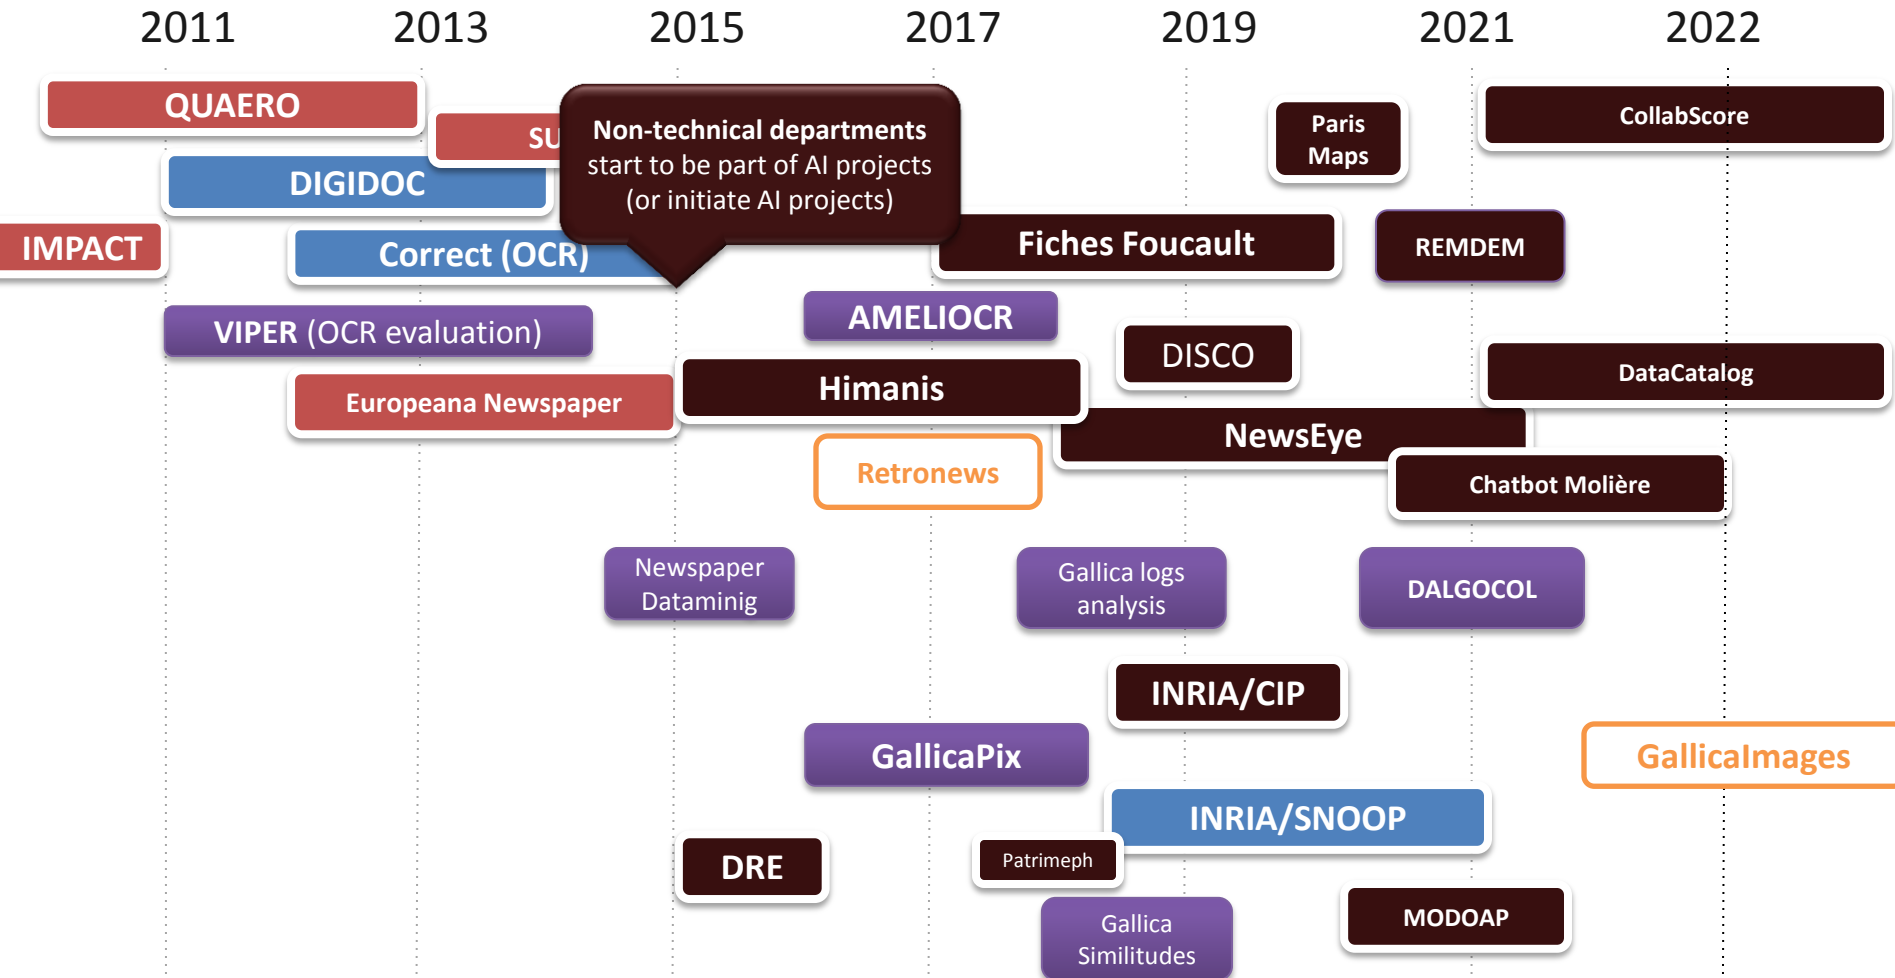 2011 2013 2015 2017 2019 2021 2022
QUAERO
SU
Non-technical departments
start to be part of AI projects
(or initiate AI projects)
Paris
Maps
CollabScore
DIGIDOC
IMPACT
Correct (OCR)
Fiches Foucault
REMDEM
VIPER (OCR evaluation)
AMELIOCR
DISCO
Europeana Newspaper
Himanis
DataCatalog
NewsEye
Retronews
Chatbot Molière
Newspaper
Dataminig
Gallica logs
analysis
DALGOCOL
INRIA/CIP
GallicaPix
GallicaImages
INRIA/SNOOP
DRE
Patrimeph
Gallica
Similitudes
MODOAP